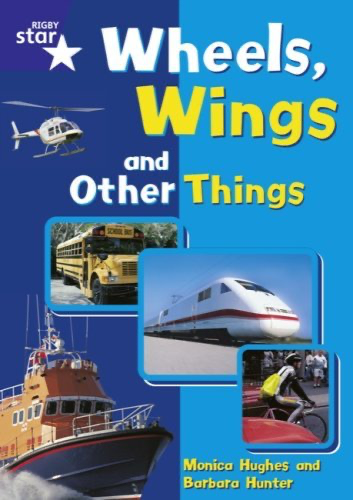 RIGBY
star
Wheels,
Wings
and
Other Things
SCHOOL BUS
Monica Hughes and
Barbara Hunter